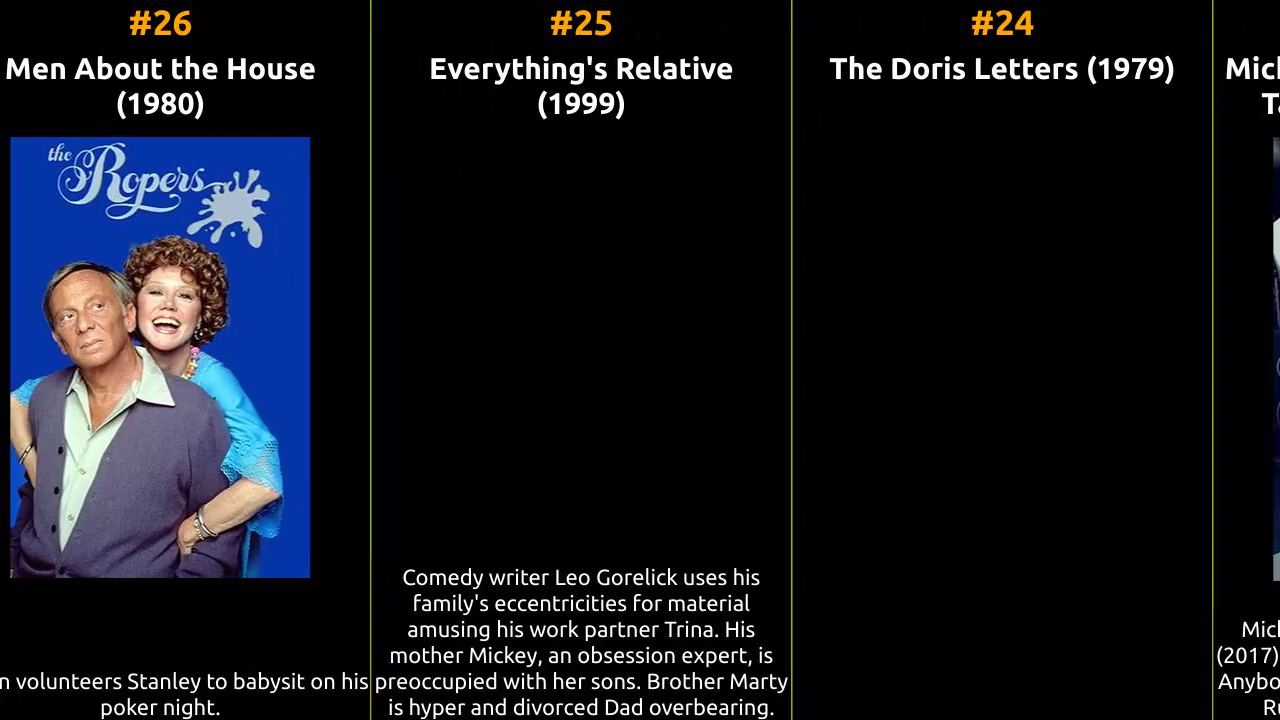 #26
Men About the House
(1980)
the
Ropers
n volunteers Stanley to babysit on his
poker night.
#25
Everything's Relative
(1999)
Comedy writer Leo Gorelick uses his
family's eccentricities for material
amusing his work partner Trina. His
mother Mickey, an obsession expert, is
preoccupied with her sons. Brother Marty
is hyper and divorced Dad overbearing.
#24
The Doris Letters (1979)
Mick
(2017)
Anybo